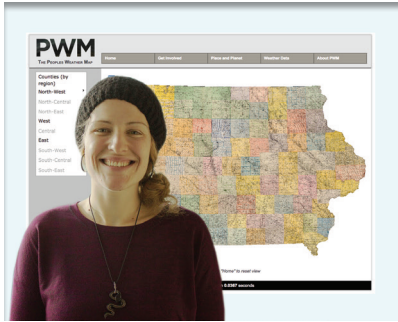 PWM
THE PEOPLES WEATHER MAP
Home Get Involved Place and Planet Weather Data About PWM
Counties (by
region)
North-West
North-Central
North-East
West
Central
East
South-West
South-Central
South-East
"Home" to reset view
0.0387 seconds